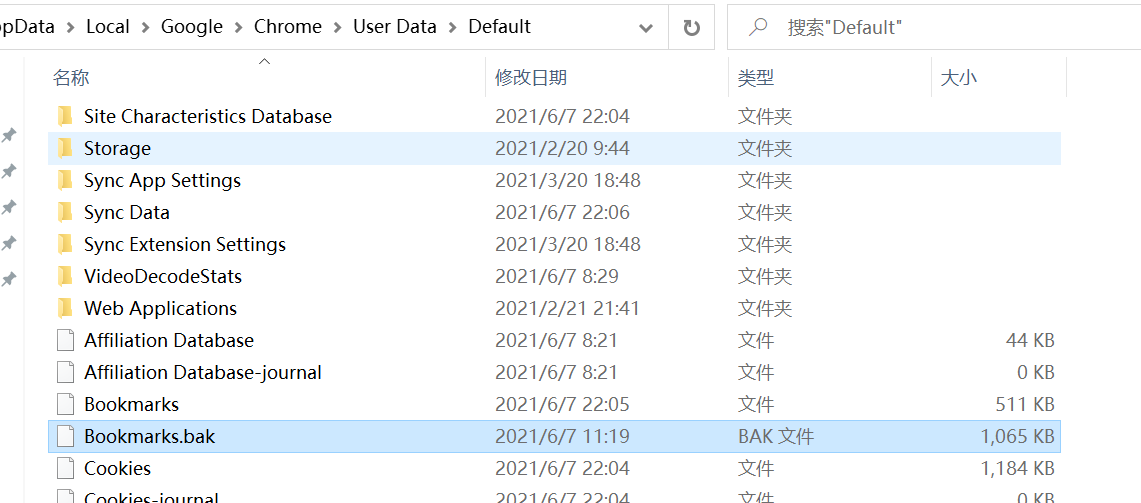 ppData › Local › Google › Chrome › User Data › Default 搜索"Default"
名称 修改日期 类型 大小
Site Characteristics Database 2021/6/7 22:04 文件夹
Storage 2021/2/20 9:44 文件夹
Sync App Settings 2021/3/20 18:48 文件夹
Sync Data 2021/6/7 22:06 文件夹
Sync Extension Settings 2021/3/20 18:48 文件夹
VideoDecodeStats 2021/6/7 8:29 文件夹
Web Applications 2021/2/21 21:41 文件夹
Affiliation Database 2021/6/7 8:21 文件 44 KB
Affiliation Database-journal 2021/6/7 8:21 文件 0 KB
Bookmarks 2021/6/7 22:05 文件 511 KB
Bookmarks.bak 2021/6/7 11:19 BAK 文件 1,065 KB
Cookies 2021/6/7 22:04 文件 1,184 KB
Cookies-journal 2021/6/7 22:04 文件 0 KB